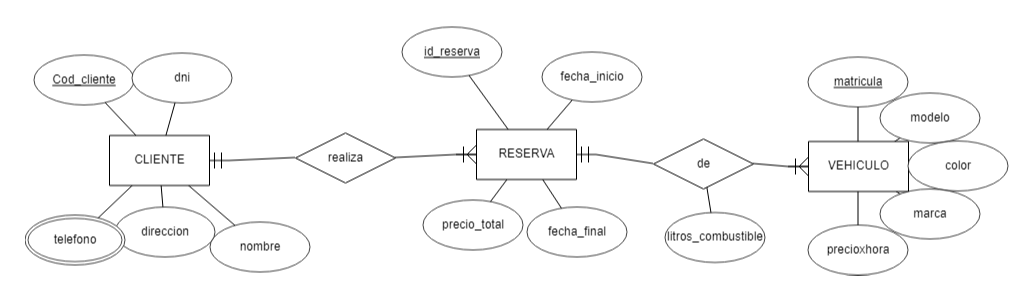 id_reserva
Cod_cliente
dni
fecha_inicio
matricula
modelo
CLIENTE
realiza
RESERVA
de
VEHICULO
color
telefono
direccion
nombre
precio_total
fecha_final
litros_combustible
marca
precioxhora